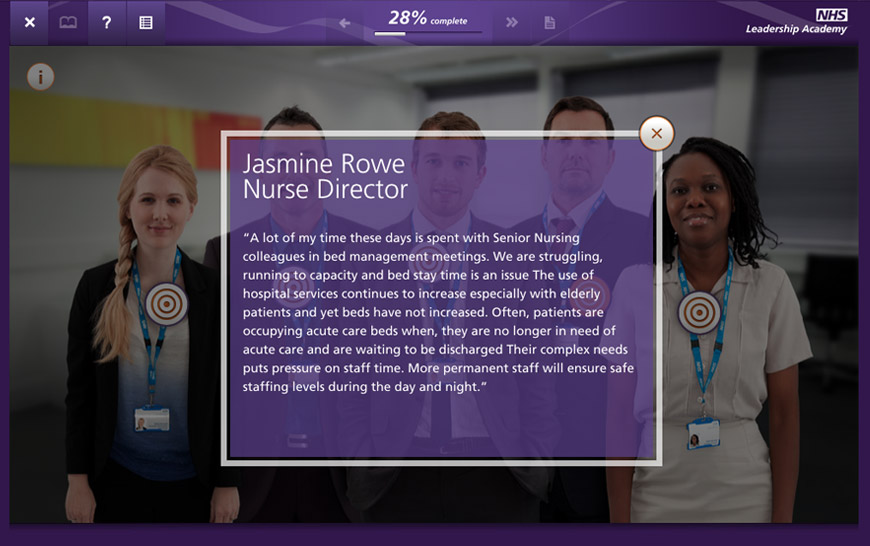 28% complete
NHS
Leadership Academy
Jasmine Rowe
Nurse Director
“A lot of my time these days is spent with Senior Nursing
colleagues in bed management meetings. We are struggling,
running to capacity and bed stay time is an issue The use of
hospital services continues to increase especially with elderly
patients and yet beds have not increased. Often, patients are
occupying acute care beds when, they are no longer in need of
acute care and are waiting to be discharged Their complex needs
puts pressure on staff time. More permanent staff will ensure safe
staffing levels during the day and night.”